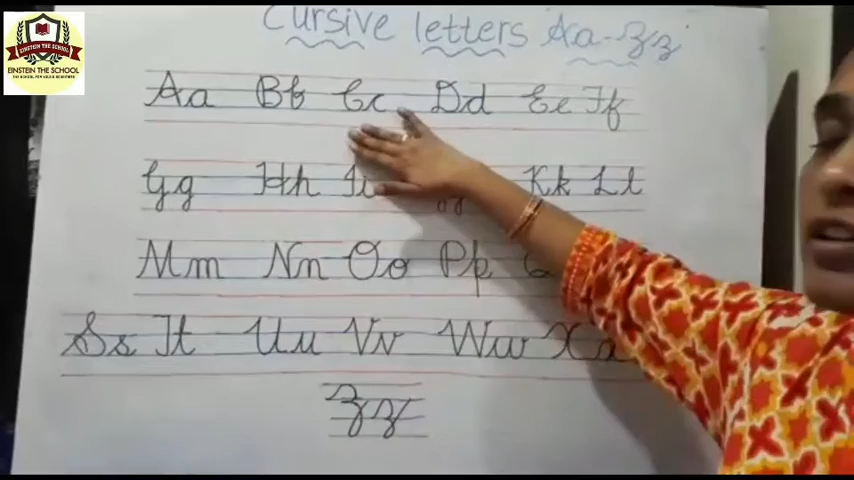 EINSTEIN THE SCHOOL
EINSTEIN THE SCHOOL
Cursive letters Aa-Zz
Aa Bb Cc Dd Ee Ff
Gg Hh Ii Kk Ll
Mm Nn Oo Pp
Ss Tt Uu Vv Ww
Zz